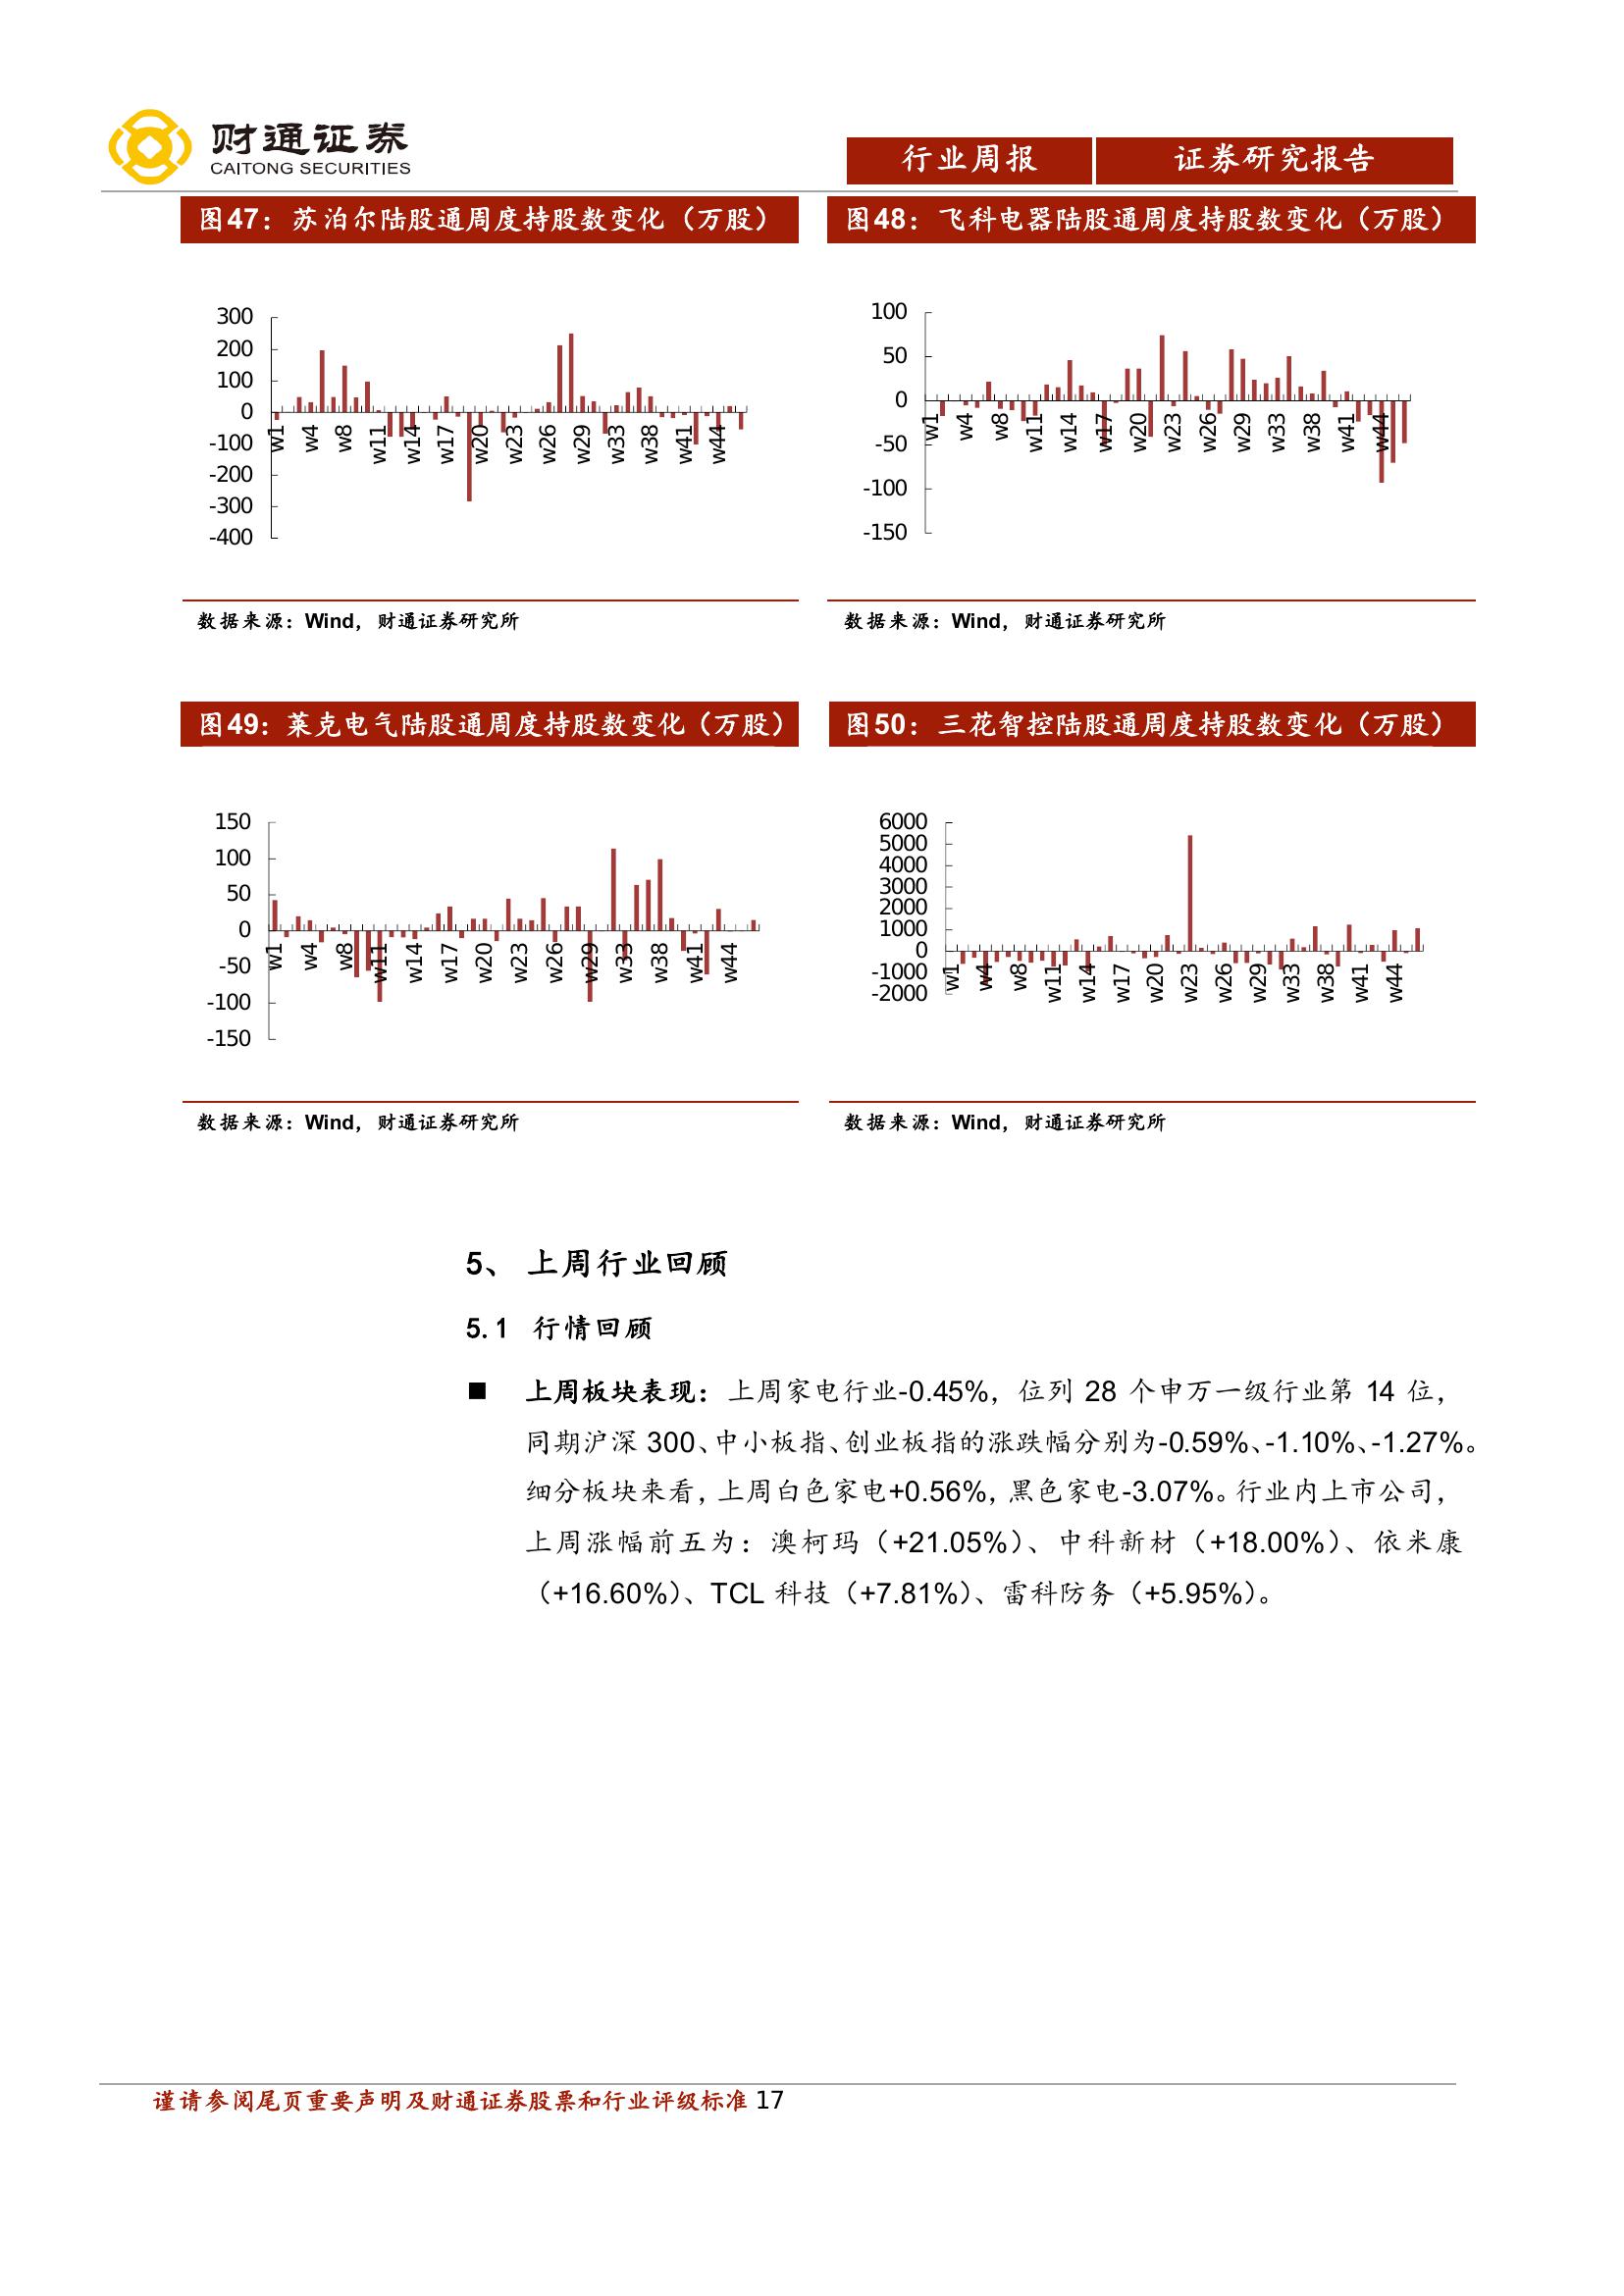 财通证券
CAITONG SECURITIES
行业周报 证券研究报告
图47：苏泊尔陆股通周度持股数变化（万股）
300
200
100
0
-100
-200
-300
-400
w1 w4 w8 w11 w14 w17 w20 w23 w26 w29 w33 w38 w41 w44
数据来源：Wind，财通证券研究所
图48：飞科电器陆股通周度持股数变化（万股）
100
50
0
-50
-100
-150
w1 w4 w8 w11 w14 w17 w20 w23 w26 w29 w33 w38 w41 w44
数据来源：Wind，财通证券研究所
图49：莱克电气陆股通周度持股数变化（万股）
150
100
50
0
-50
-100
-150
w1 w4 w8 w11 w14 w17 w20 w23 w26 w29 w33 w38 w41 w44
数据来源：Wind，财通证券研究所
图50：三花智控陆股通周度持股数变化（万股）
6000
5000
4000
3000
2000
1000
0
-1000
-2000
w1 w4 w8 w11 w14 w17 w20 w23 w26 w29 w33 w38 w41 w44
数据来源：Wind，财通证券研究所
5、 上周行业回顾
5.1 行情回顾
■ 上周板块表现：上周家电行业-0.45%，位列 28 个申万一级行业第 14 位，
同期沪深 300、中小板指、创业板指的涨跌幅分别为-0.59%、-1.10%、-1.27%。
细分板块来看，上周白色家电+0.56%，黑色家电-3.07%。行业内上市公司，
上周涨幅前五为：澳柯玛（+21.05%）、中科新材（+18.00%）、依米康
（+16.60%）、TCL 科技（+7.81%）、雷科防务（+5.95%）。
谨请参阅尾页重要声明及财通证券股票和行业评级标准 17